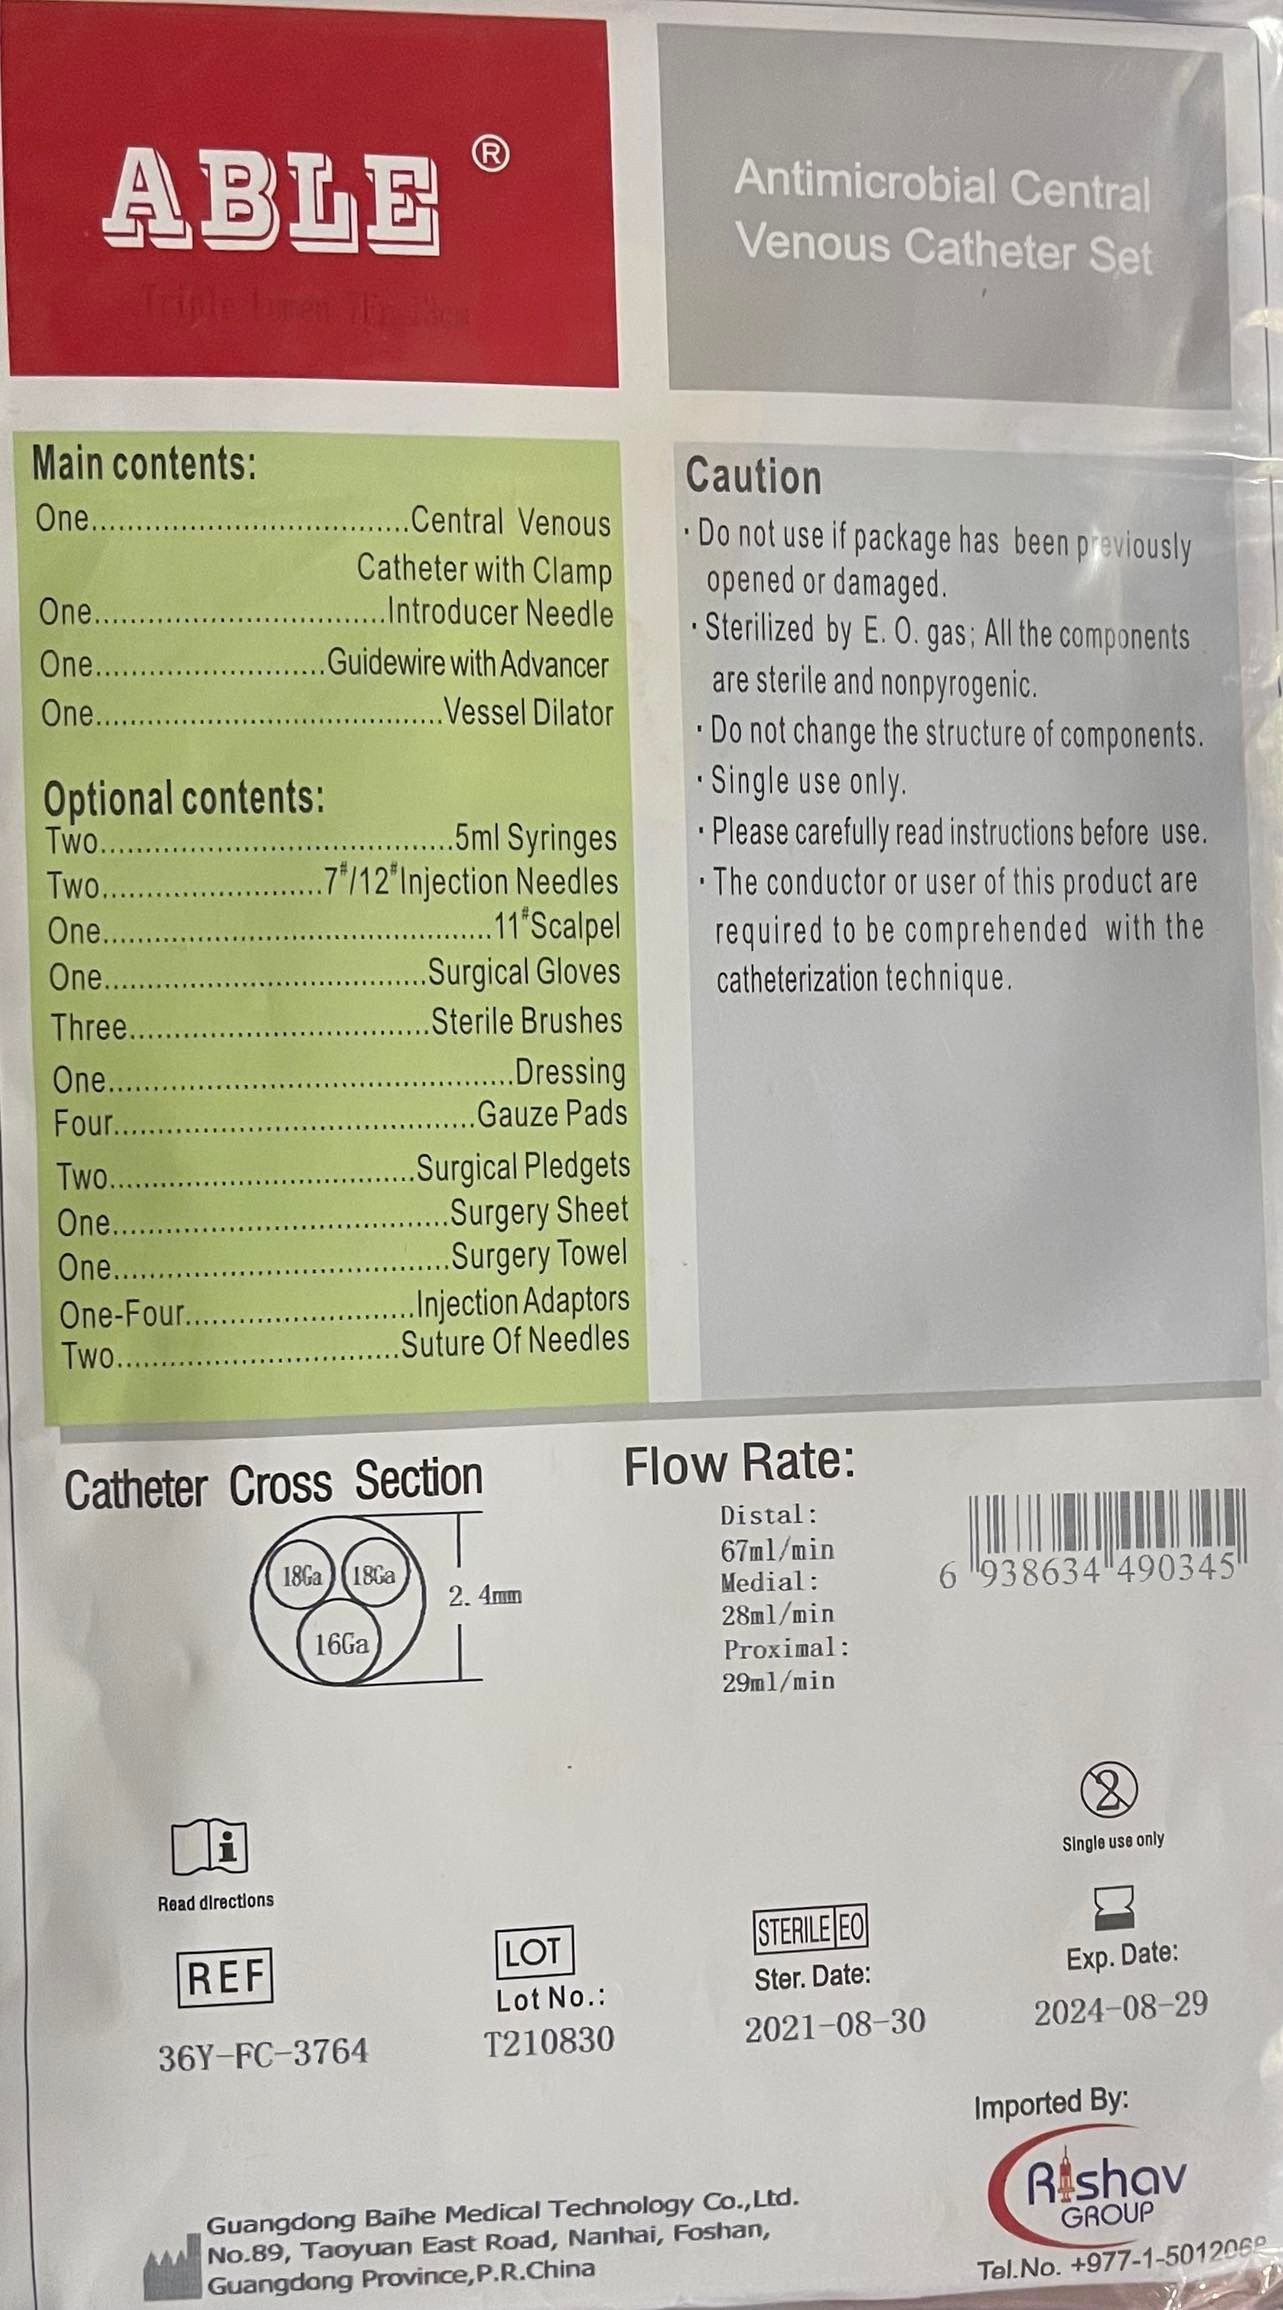 ABLE ®
Triple Lumen 7Fr
Antimicrobial Central
Venous Catheter Set
Main contents:
One....................................Central Venous
Catheter with Clamp
One.................................Introducer Needle
One..........................Guidewire with Advancer
One.......................................Vessel Dilator
Optional contents:
Two.......................................5ml Syringes
Two.........................7#/12# Injection Needles
One...........................................11# Scalpel
One....................................Surgical Gloves
Three.................................Sterile Brushes
One.............................................Dressing
Four........................................Gauze Pads
Two..................................Surgical Pledgets
One.....................................Surgery Sheet
One.....................................Surgery Towel
One-Four.........................Injection Adaptors
Two...............................Suture Of Needles
Caution
· Do not use if package has been previously
opened or damaged.
· Sterilized by E. O. gas; All the components
are sterile and nonpyrogenic.
· Do not change the structure of components.
· Single use only.
· Please carefully read instructions before use.
· The conductor or user of this product are
required to be comprehended with the
catheterization technique.
Catheter Cross Section
18Ga 18Ga
16Ga
2.4mm
Flow Rate:
Distal:
67ml/min
Medial:
28ml/min
Proximal:
29ml/min
6 938634 490345
Read directions
2
Single use only
REF
36Y-FC-3764
LOT
Lot No.:
T210830
STERILE EO
Ster. Date:
2021-08-30
Exp. Date:
2024-08-29
Imported By:
Rishav
GROUP
Tel.No. +977-1-5012068
Guangdong Baihe Medical Technology Co.,Ltd.
No.89, Taoyuan East Road, Nanhai, Foshan,
Guangdong Province,P.R.China